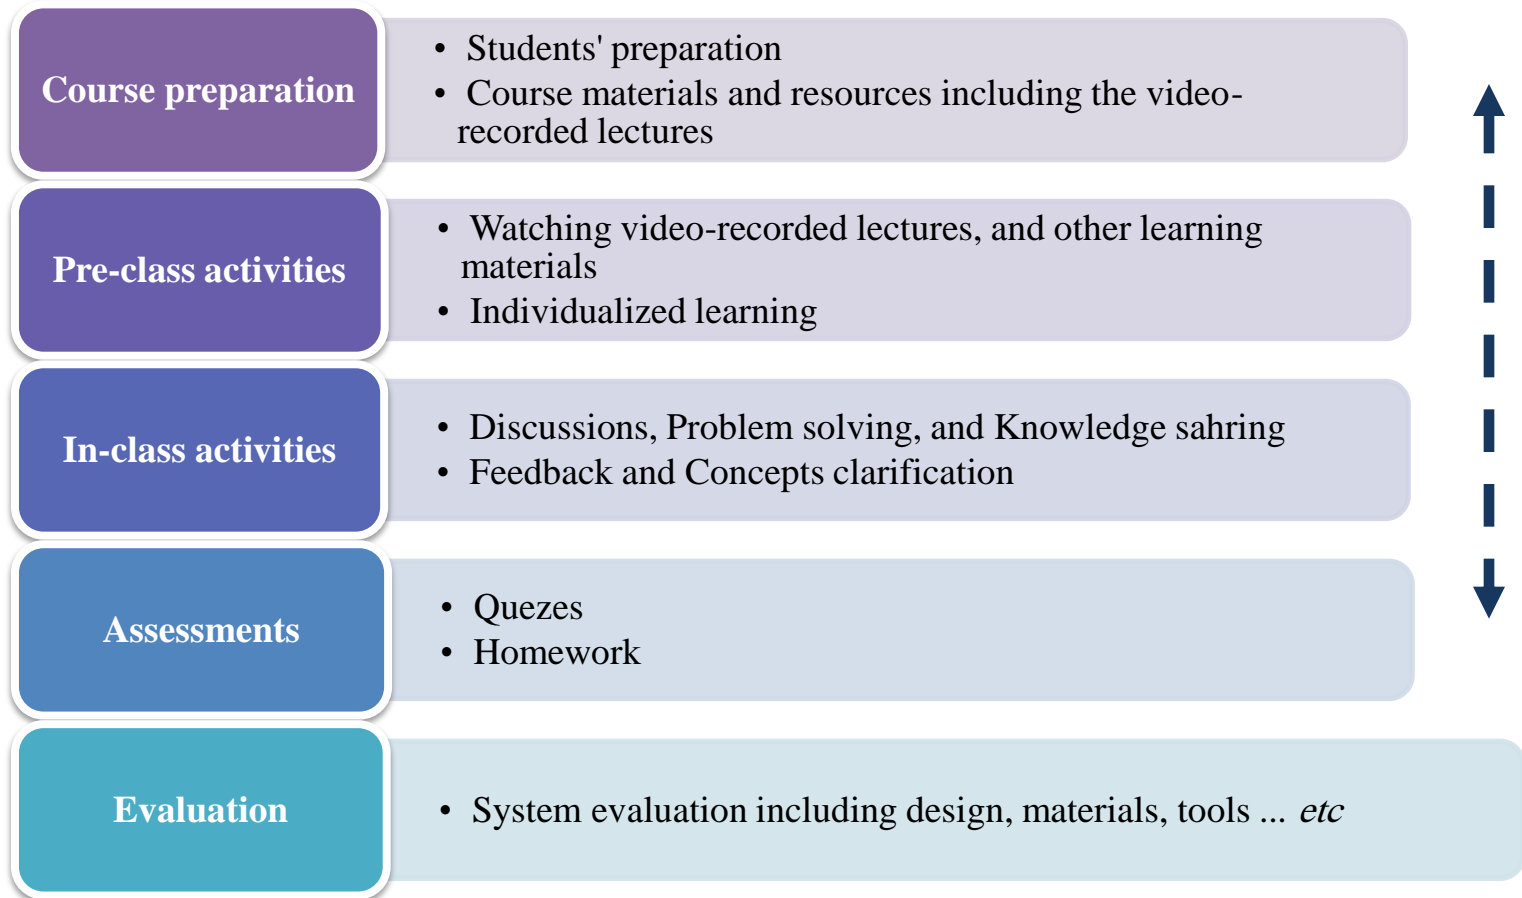 Course preparation
• Students' preparation
• Course materials and resources including the video-
recorded lectures
Pre-class activities
• Watching video-recorded lectures, and other learning
materials
• Individualized learning
In-class activities
• Discussions, Problem solving, and Knowledge sahring
• Feedback and Concepts clarification
Assessments
• Quezes
• Homework
Evaluation
• System evaluation including design, materials, tools ... etc